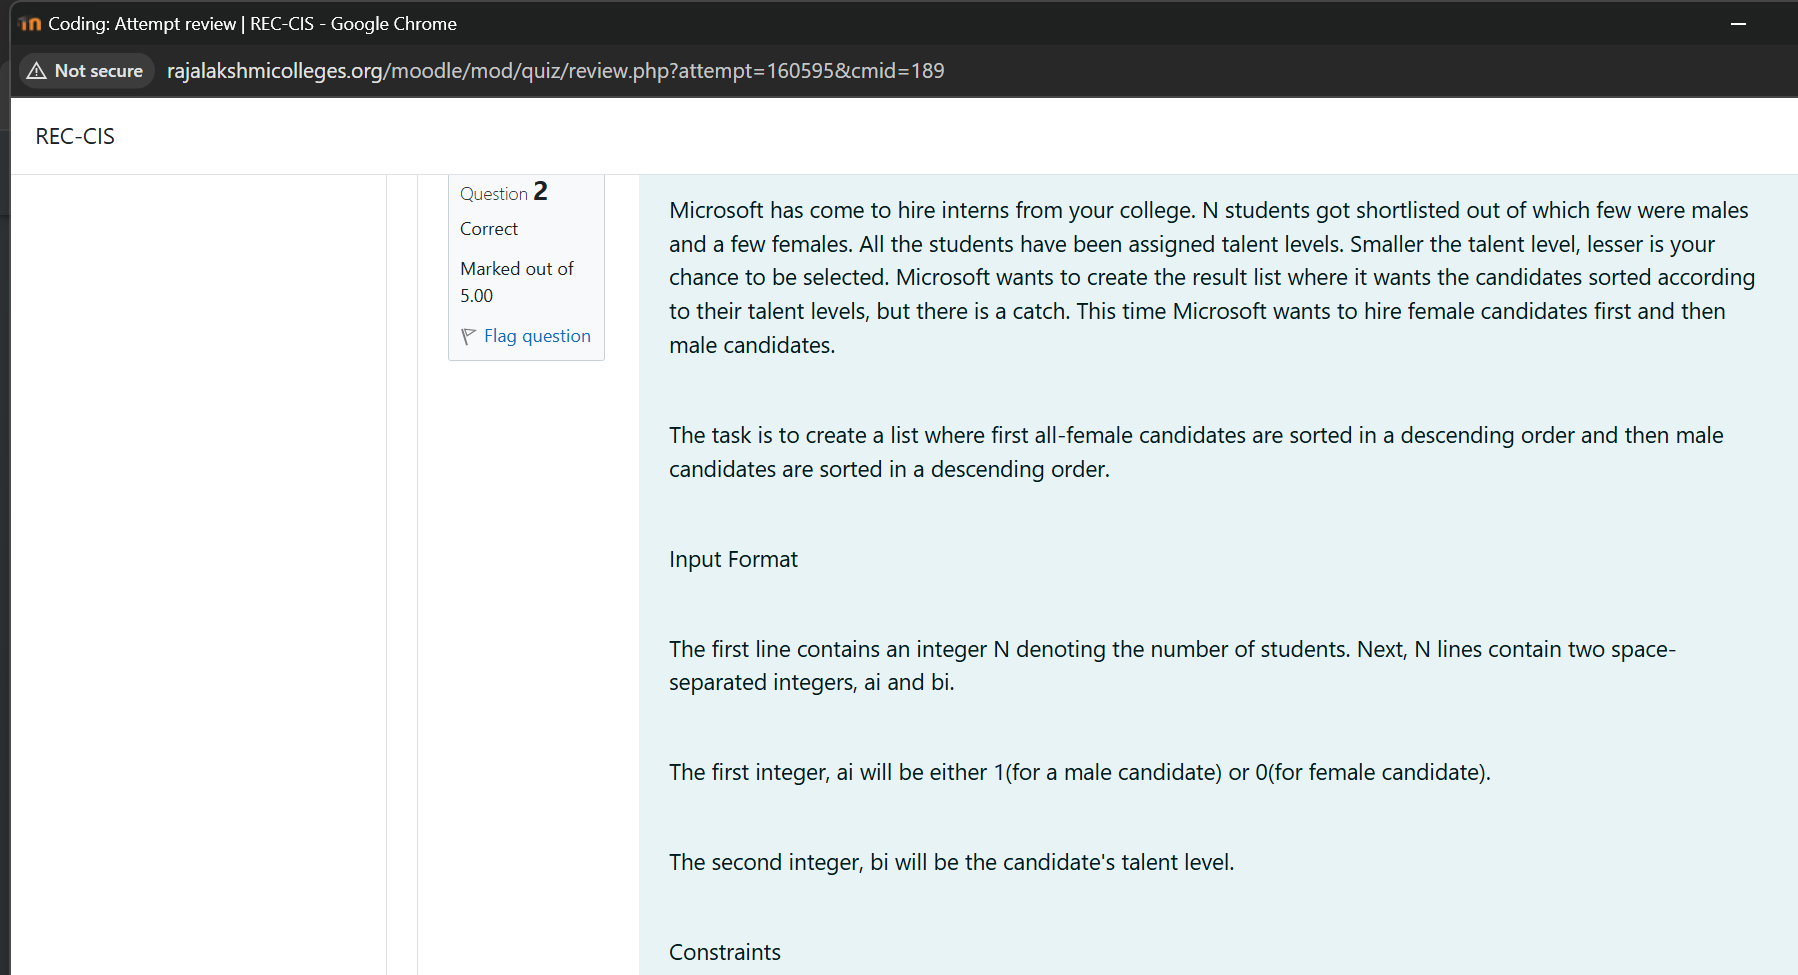 Coding: Attempt review | REC-CIS - Google Chrome
Not secure rajalakshmicolleges.org/moodle/mod/quiz/review.php?attempt=160595&cmid=189
REC-CIS
Question 2
Correct
Marked out of
5.00
Flag question
Microsoft has come to hire interns from your college. N students got shortlisted out of which few were males
and a few females. All the students have been assigned talent levels. Smaller the talent level, lesser is your
chance to be selected. Microsoft wants to create the result list where it wants the candidates sorted according
to their talent levels, but there is a catch. This time Microsoft wants to hire female candidates first and then
male candidates.
The task is to create a list where first all-female candidates are sorted in a descending order and then male
candidates are sorted in a descending order.
Input Format
The first line contains an integer N denoting the number of students. Next, N lines contain two space-
separated integers, ai and bi.
The first integer, ai will be either 1(for a male candidate) or 0(for female candidate).
The second integer, bi will be the candidate's talent level.
Constraints